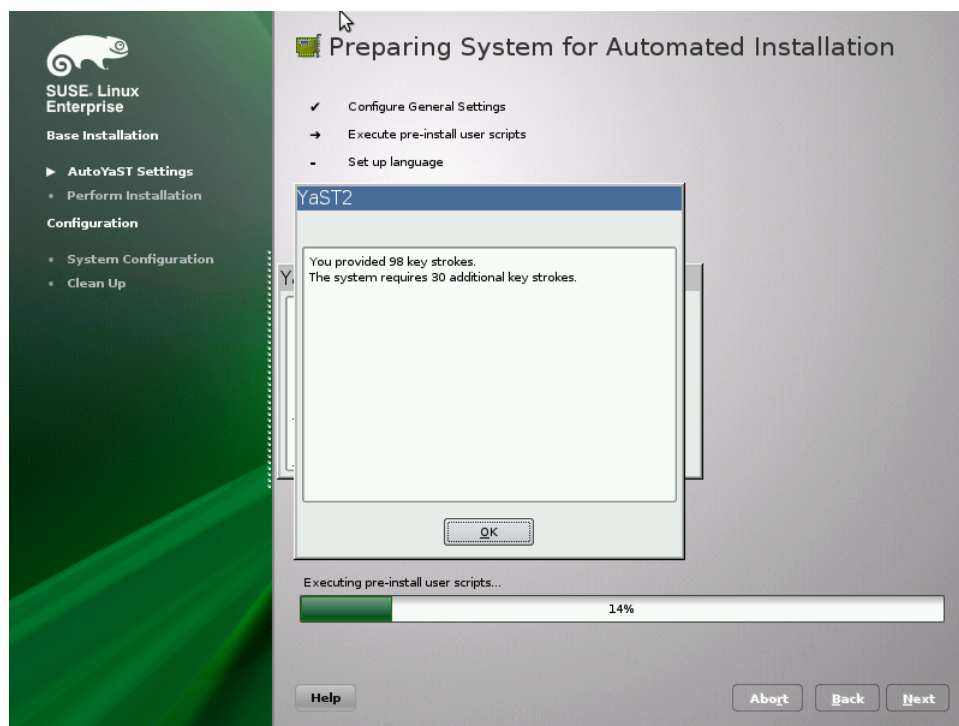 Preparing System for Automated Installation
SUSE. Linux
Enterprise
Base Installation
AutoYaST Settings
Perform Installation
Configuration
System Configuration
Clean Up
✔ Configure General Settings
➔ Execute pre-install user scripts
- Set up language
YaST2
You provided 98 key strokes.
The system requires 30 additional key strokes.
OK
Executing pre-install user scripts...
14%
Help
Abort
Back
Next